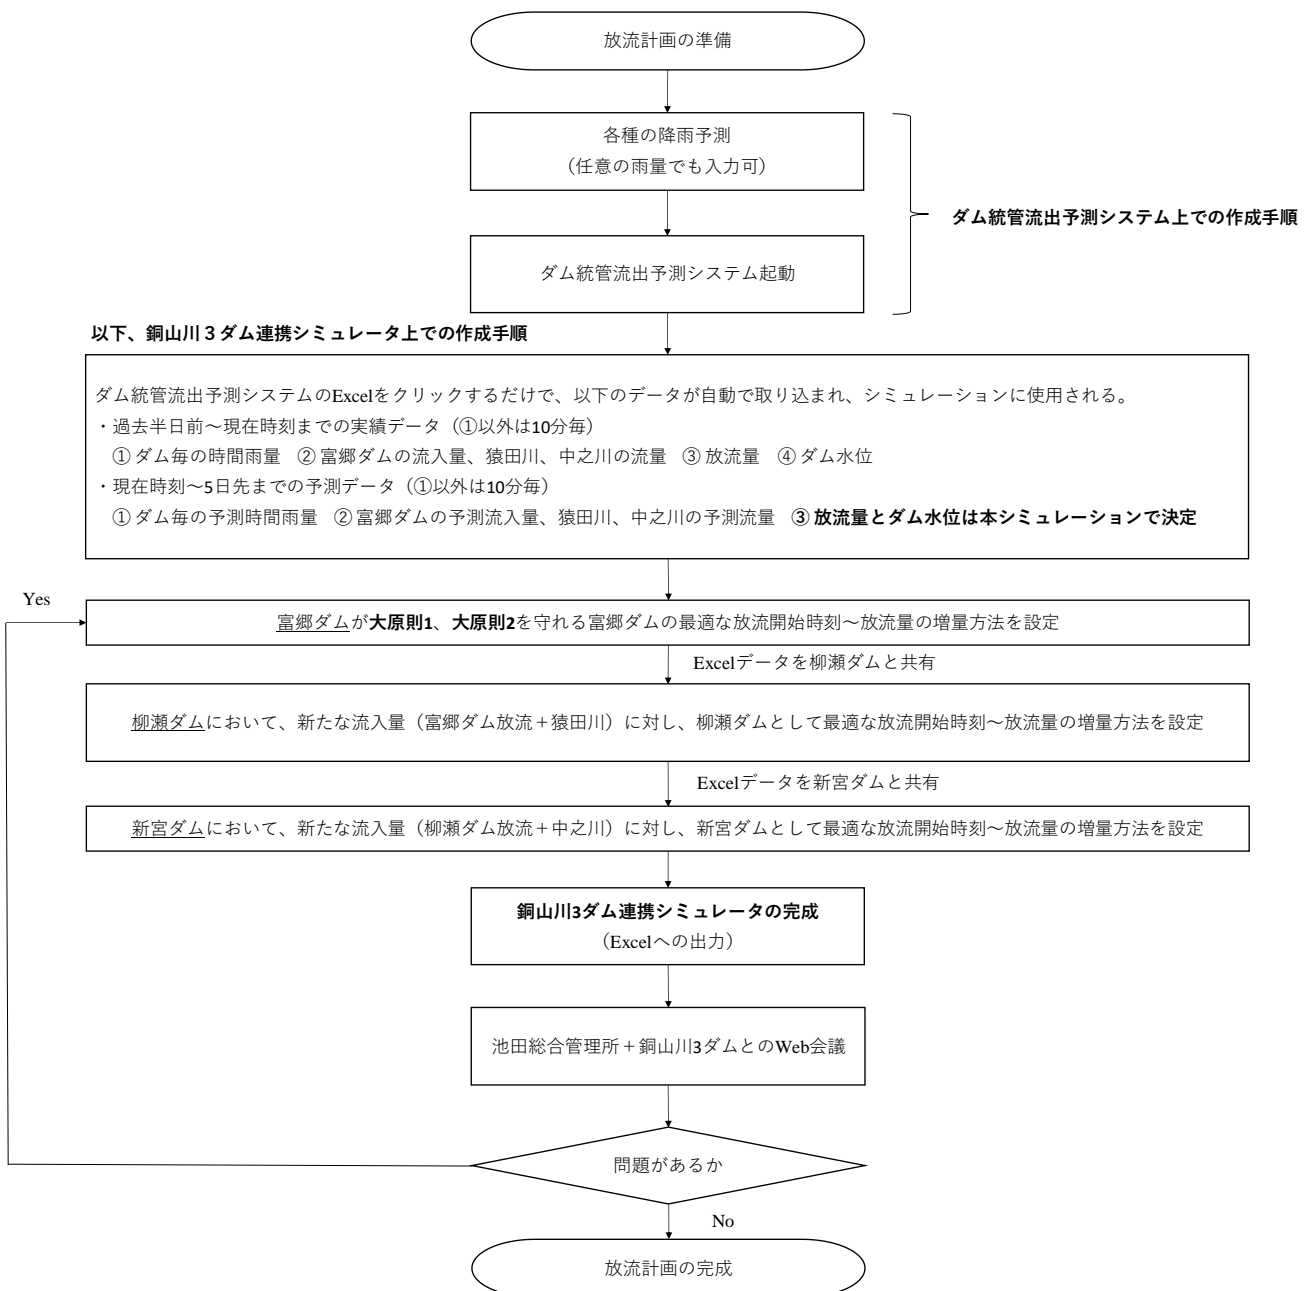 放流計画の準備
各種の降雨予測
（任意の雨量でも入力可）
ダム統管流出予測システム上での作成手順
ダム統管流出予測システム起動
以下、銅山川３ダム連携シミュレータ上での作成手順
ダム統管流出予測システムのExcelをクリックするだけで、以下のデータが自動で取り込まれ、シミュレーションに使用される。
・過去半日前～現在時刻までの実績データ（①以外は10分毎）
① ダム毎の時間雨量　② 富郷ダムの流入量、猿田川、中之川の流量　③ 放流量　④ ダム水位
・現在時刻～5日先までの予測データ（①以外は10分毎）
① ダム毎の予測時間雨量　② 富郷ダムの予測流入量、猿田川、中之川の予測流量　③ 放流量とダム水位は本シミュレーションで決定
Yes
富郷ダムが大原則1、大原則2を守れる富郷ダムの最適な放流開始時刻～放流量の増量方法を設定
Excelデータを柳瀬ダムと共有
柳瀬ダムにおいて、新たな流入量（富郷ダム放流＋猿田川）に対し、柳瀬ダムとして最適な放流開始時刻～放流量の増量方法を設定
Excelデータを新宮ダムと共有
新宮ダムにおいて、新たな流入量（柳瀬ダム放流＋中之川）に対し、新宮ダムとして最適な放流開始時刻～放流量の増量方法を設定
銅山川3ダム連携シミュレータの完成
（Excelへの出力）
池田総合管理所＋銅山川3ダムとのWeb会議
問題があるか
No
放流計画の完成